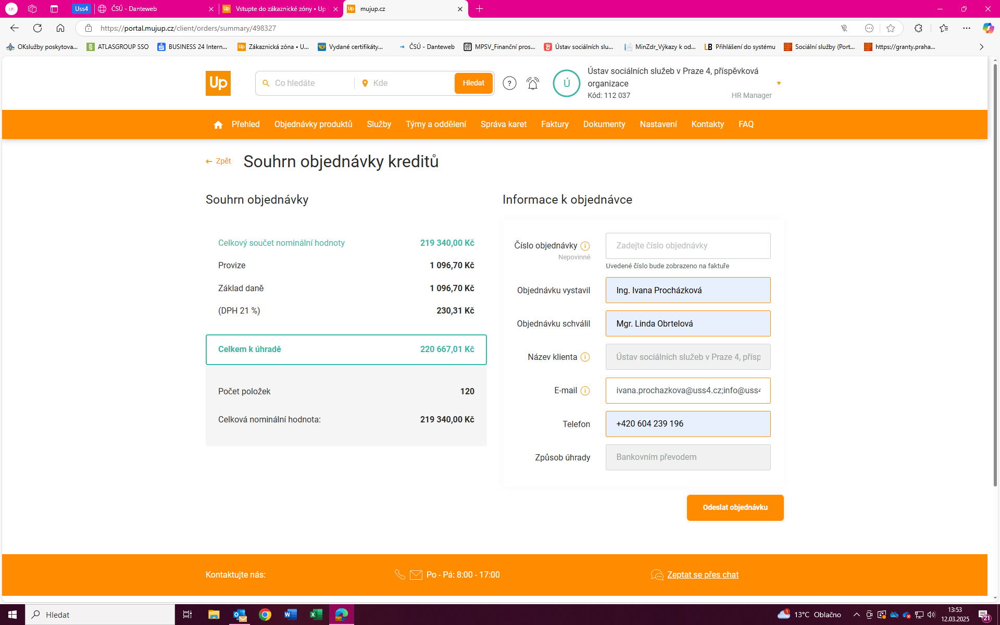 I.P.
Uss4
ČSÚ - Danteweb
Up
Vstupte do zákaznické zóny • Up
Up
mujup.cz
https://portal.mujup.cz/client/orders/summary/498327
OKslužby poskytova...
S
ATLASGROUP SSO
BUSINESS 24 Intern...
Up
Zákaznická zóna • U...
Vydané certifikáty...
ČSÚ - Danteweb
MPSV_Finanční pros...
Ústav sociálních slu...
MinZdr_Výkazy k od...
LB
Přihlášení do systému
Sociální služby (Port...
https://granty.praha...
Up
Co hledáte
Kde
Hledat
?
Ú
Ústav sociálních služeb v Praze 4, příspěvková
organizace
Kód: 112 037
HR Manager
Přehled
Objednávky produktů
Služby
Týmy a oddělení
Správa karet
Faktury
Dokumenty
Nastavení
Kontakty
FAQ
Zpět
Souhrn objednávky kreditů
Souhrn objednávky
Celkový součet nominální hodnoty 219 340,00 Kč
Provize 1 096,70 Kč
Základ daně 1 096,70 Kč
(DPH 21 %) 230,31 Kč
Celkem k úhradě 220 667,01 Kč
Počet položek 120
Celková nominální hodnota: 219 340,00 Kč
Informace k objednávce
Číslo objednávky
Nepovinné
Zadejte číslo objednávky
Uvedené číslo bude zobrazeno na faktuře
Objednávku vystavil Ing. Ivana Procházková
Objednávku schválil Mgr. Linda Obrtelová
Název klienta Ústav sociálních služeb v Praze 4, přísp
E-mail ivana.prochazkova@uss4.cz;info@uss4
Telefon +420 604 239 196
Způsob úhrady Bankovním převodem
Odeslat objednávku
Kontaktujte nás:
Po - Pá: 8:00 - 17:00
Zeptat se přes chat
Hledat
1
13°C Oblačno
13:53
12.03.2025
21